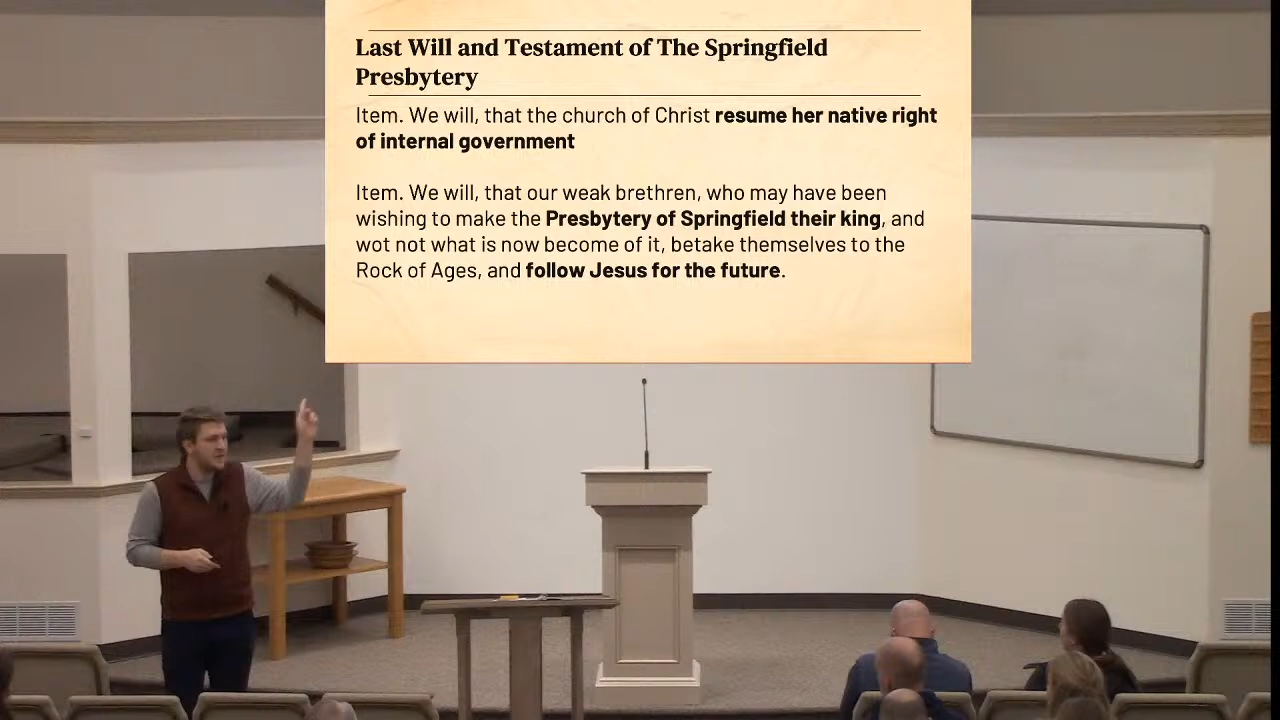 Last Will and Testament of The Springfield
Presbytery
Item. We will, that the church of Christ resume her native right
of internal government
Item. We will, that our weak brethren, who may have been
wishing to make the Presbytery of Springfield their king, and
wot not what is now become of it, betake themselves to the
Rock of Ages, and follow Jesus for the future.